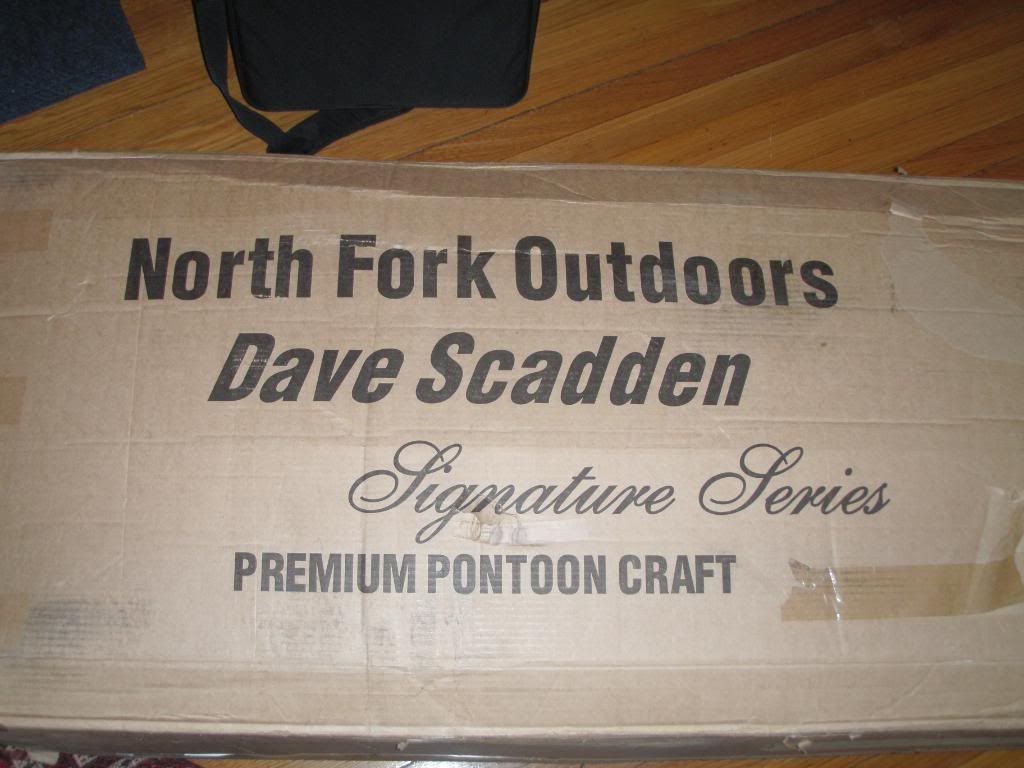 North Fork Outdoors
Dave Scadden
Signature Series
PREMIUM PONTOON CRAFT